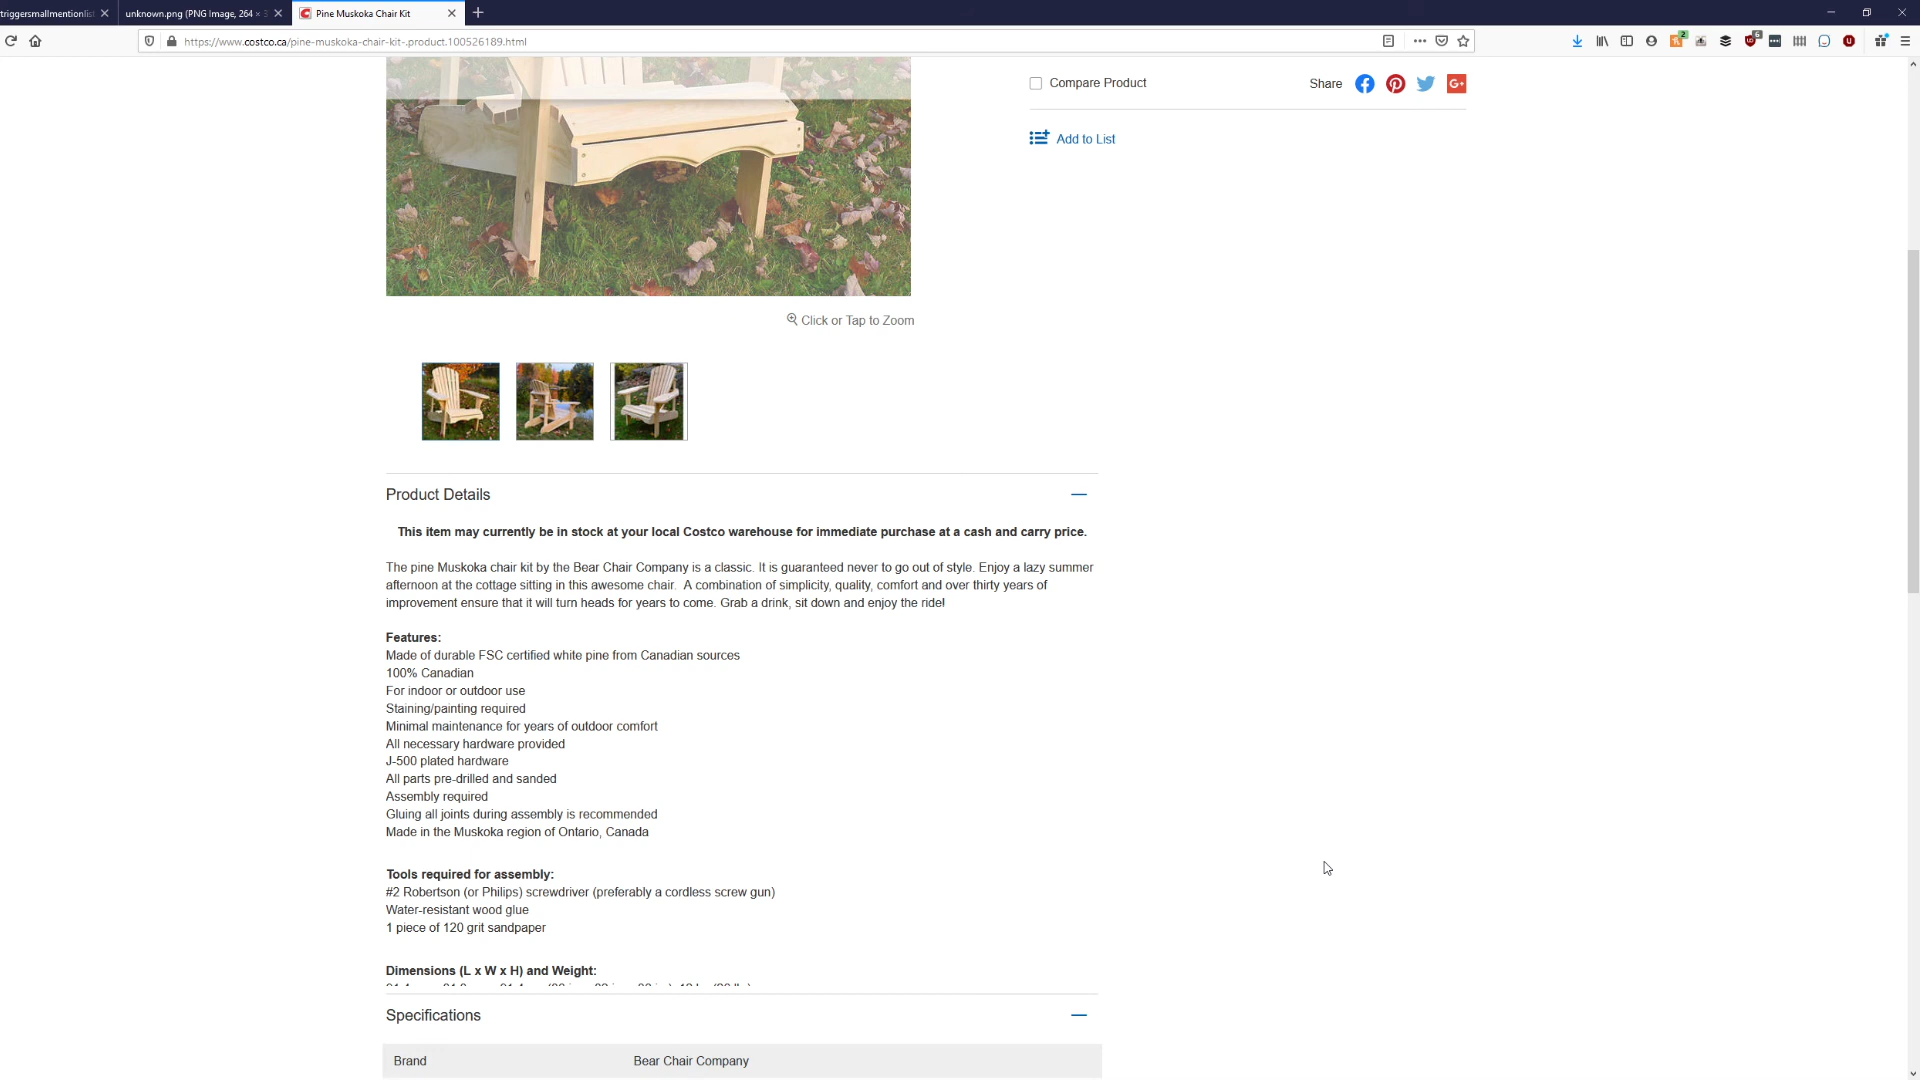 triggersmallmentionlis
unknown.png (PNG Image, 264 ×
Pine Muskoka Chair Kit
https://www.costco.ca/pine-muskoka-chair-kit-.product.100526189.html
2
6
Compare Product
Share
Add to List
Click or Tap to Zoom
Product Details
This item may currently be in stock at your local Costco warehouse for immediate purchase at a cash and carry price.
The pine Muskoka chair kit by the Bear Chair Company is a classic. It is guaranteed never to go out of style. Enjoy a lazy summer
afternoon at the cottage sitting in this awesome chair. A combination of simplicity, quality, comfort and over thirty years of
improvement ensure that it will turn heads for years to come. Grab a drink, sit down and enjoy the ride!
Features:
Made of durable FSC certified white pine from Canadian sources
100% Canadian
For indoor or outdoor use
Staining/painting required
Minimal maintenance for years of outdoor comfort
All necessary hardware provided
J-500 plated hardware
All parts pre-drilled and sanded
Assembly required
Gluing all joints during assembly is recommended
Made in the Muskoka region of Ontario, Canada
Tools required for assembly:
#2 Robertson (or Philips) screwdriver (preferably a cordless screw gun)
Water-resistant wood glue
1 piece of 120 grit sandpaper
Dimensions (L x W x H) and Weight:
Specifications
Brand
Bear Chair Company